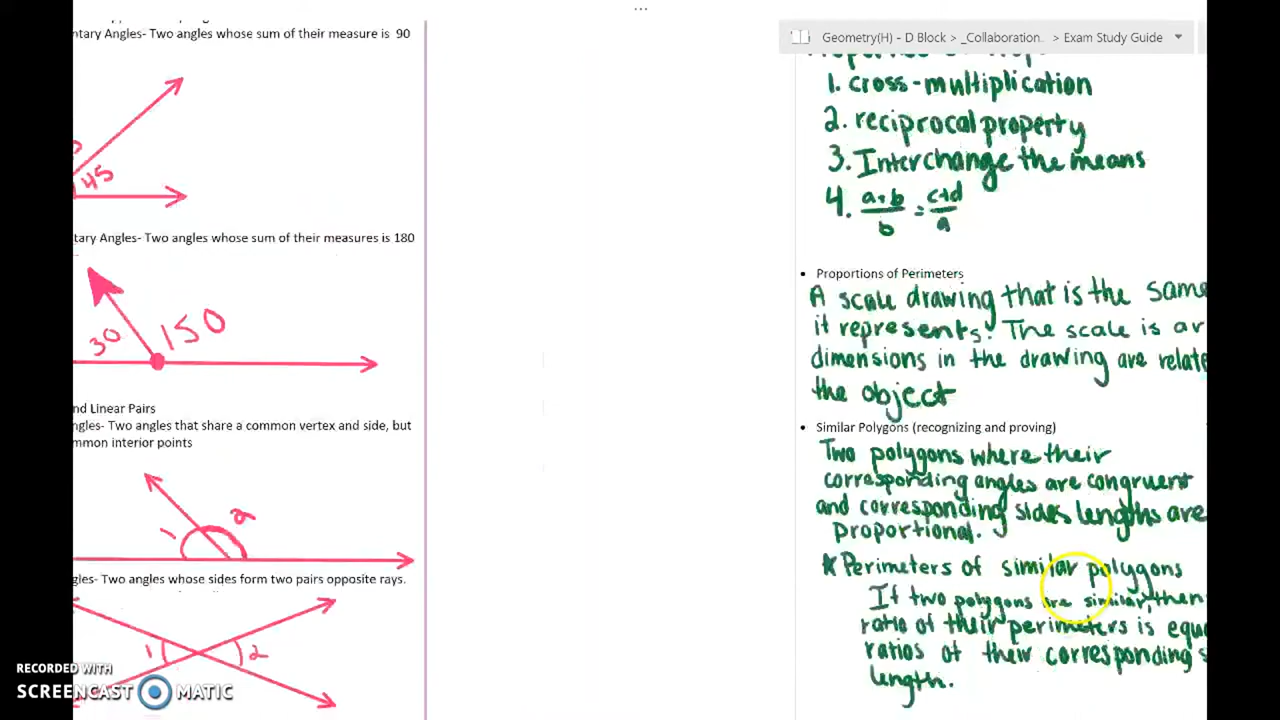 ntary Angles- Two angles whose sum of their measure is 90
45
tary Angles- Two angles whose sum of their measures is 180
30
150
nd Linear Pairs
ngles- Two angles that share a common vertex and side, but
mmon interior points
1
2
gles- Two angles whose sides form two pairs opposite rays.
1
2
RECORDED WITH
SCREENCAST MATIC
...
Geometry(H) - D Block > _Collaboration. > Exam Study Guide
1. cross-multiplication
2. reciprocal property
3. Interchange the means
4. a+b/b = c+d/a
• Proportions of Perimeters
A scale drawing that is the same
it represents. The scale is a
dimensions in the drawing are relate
the object
• Similar Polygons (recognizing and proving)
Two polygons where their
corresponding angles are congruent
and corresponding sides lengths are
proportional.
* Perimeters of similar polygons
If two polygons are similar, then
ratio of their perimeters is equa
ratios of their corresponding s
length.